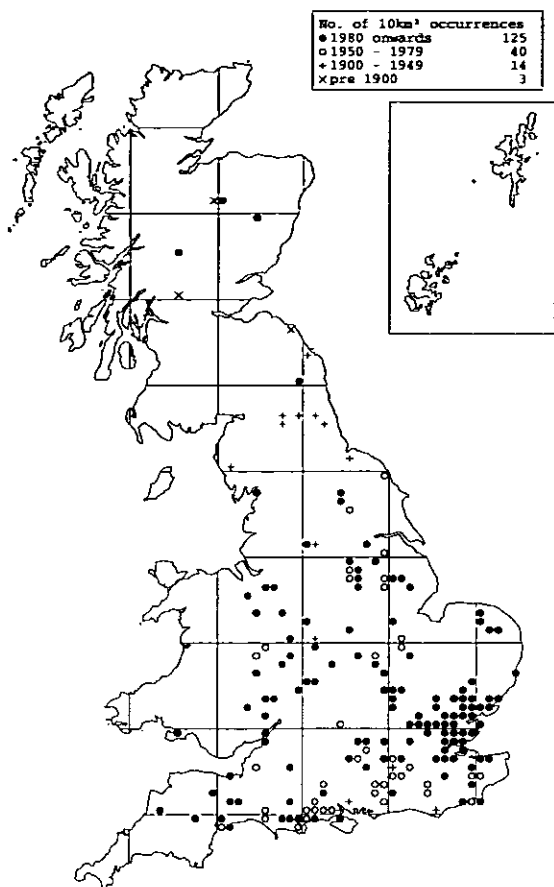 No. of 10km² occurrences
● 1980 onwards 125
○ 1950 - 1979 40
+ 1900 - 1949 14
× pre 1900 3